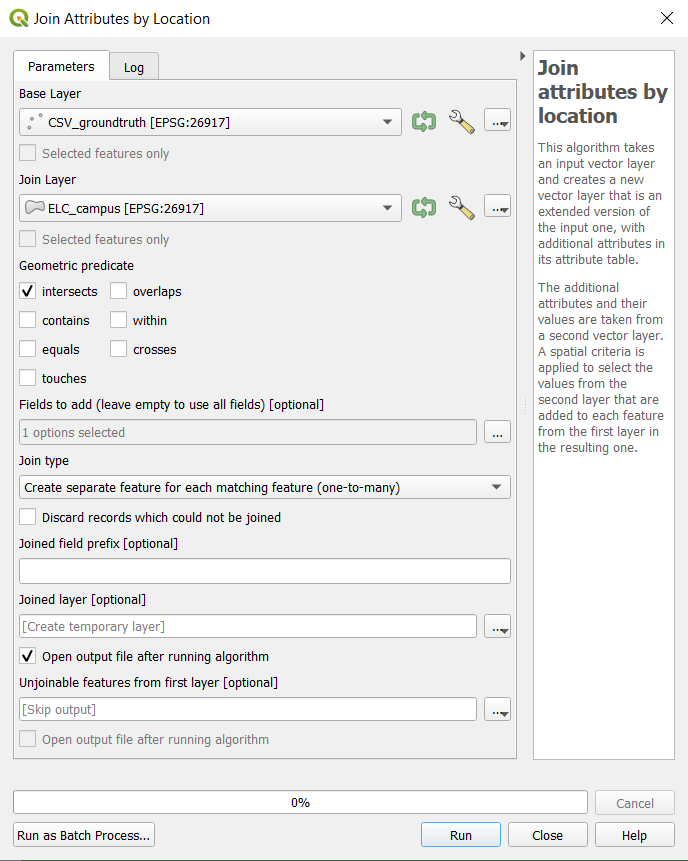 Join Attributes by Location
Parameters
Log
Base Layer
CSV_groundtruth [EPSG:26917]
...
Selected features only
Join Layer
ELC_campus [EPSG:26917]
...
Selected features only
Geometric predicate
intersects
overlaps
contains
within
equals
crosses
touches
Fields to add (leave empty to use all fields) [optional]
1 options selected
...
Join type
Create separate feature for each matching feature (one-to-many)
Discard records which could not be joined
Joined field prefix [optional]
Joined layer [optional]
[Create temporary layer]
...
Open output file after running algorithm
Unjoinable features from first layer [optional]
[Skip output]
...
Open output file after running algorithm
Join
attributes by
location
This algorithm takes
an input vector layer
and creates a new
vector layer that is an
extended version of
the input one, with
additional attributes in
its attribute table.
The additional
attributes and their
values are taken from
a second vector layer.
A spatial criteria is
applied to select the
values from the
second layer that are
added to each feature
from the first layer in
the resulting one.
0%
Cancel
Run as Batch Process...
Run
Close
Help